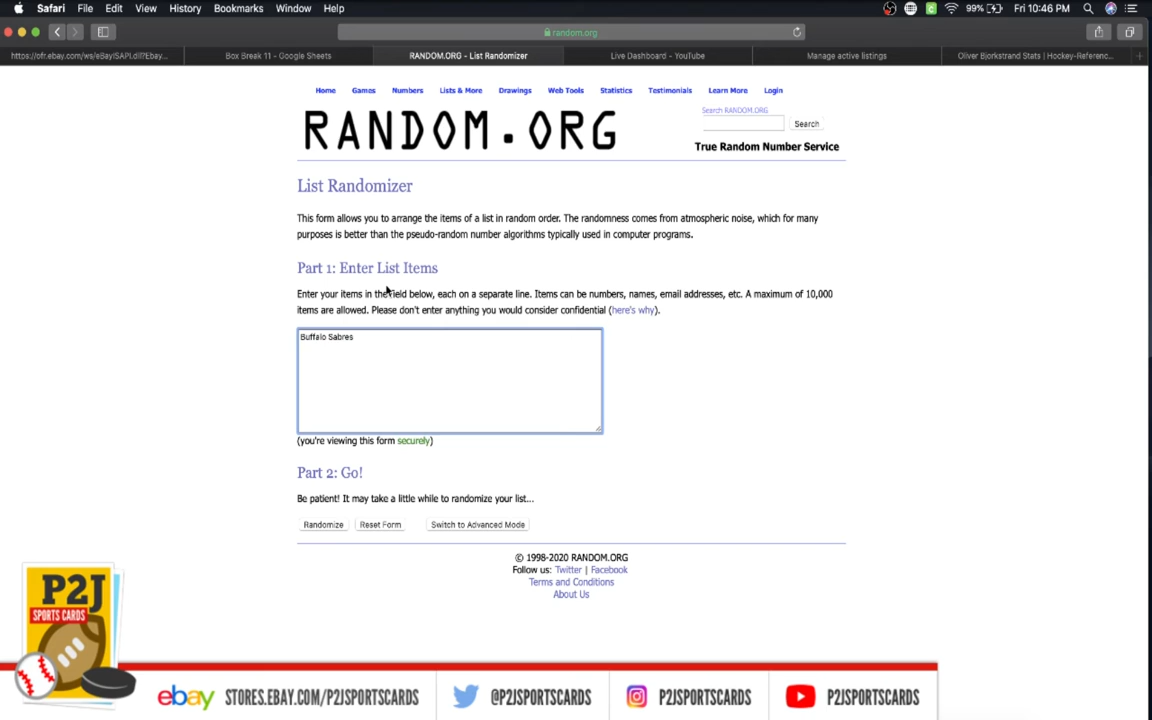 Safari File Edit View History Bookmarks Window Help 99% Fri 10:46 PM
random.org
https://ofr.ebay.com/ws/eBayISAPI.dll?Ebay... Box Break 11 - Google Sheets RANDOM.ORG - List Randomizer Live Dashboard - YouTube Manage active listings Oliver Bjorkstrand Stats | Hockey-Referenc...
Home Games Numbers Lists & More Drawings Web Tools Statistics Testimonials Learn More Login
RANDOM.ORG
Search RANDOM.ORG
Search
True Random Number Service
List Randomizer
This form allows you to arrange the items of a list in random order. The randomness comes from atmospheric noise, which for many
purposes is better than the pseudo-random number algorithms typically used in computer programs.
Part 1: Enter List Items
Enter your items in the field below, each on a separate line. Items can be numbers, names, email addresses, etc. A maximum of 10,000
items are allowed. Please don't enter anything you would consider confidential (here's why).
Buffalo Sabres
(you're viewing this form securely)
Part 2: Go!
Be patient! It may take a little while to randomize your list...
Randomize Reset Form Switch to Advanced Mode
© 1998-2020 RANDOM.ORG
Follow us: Twitter | Facebook
Terms and Conditions
About Us
P2J
SPORTS CARDS
ebay STORES.EBAY.COM/P2JSPORTSCARDS @P2JSPORTSCARDS P2JSPORTSCARDS P2JSPORTSCARDS